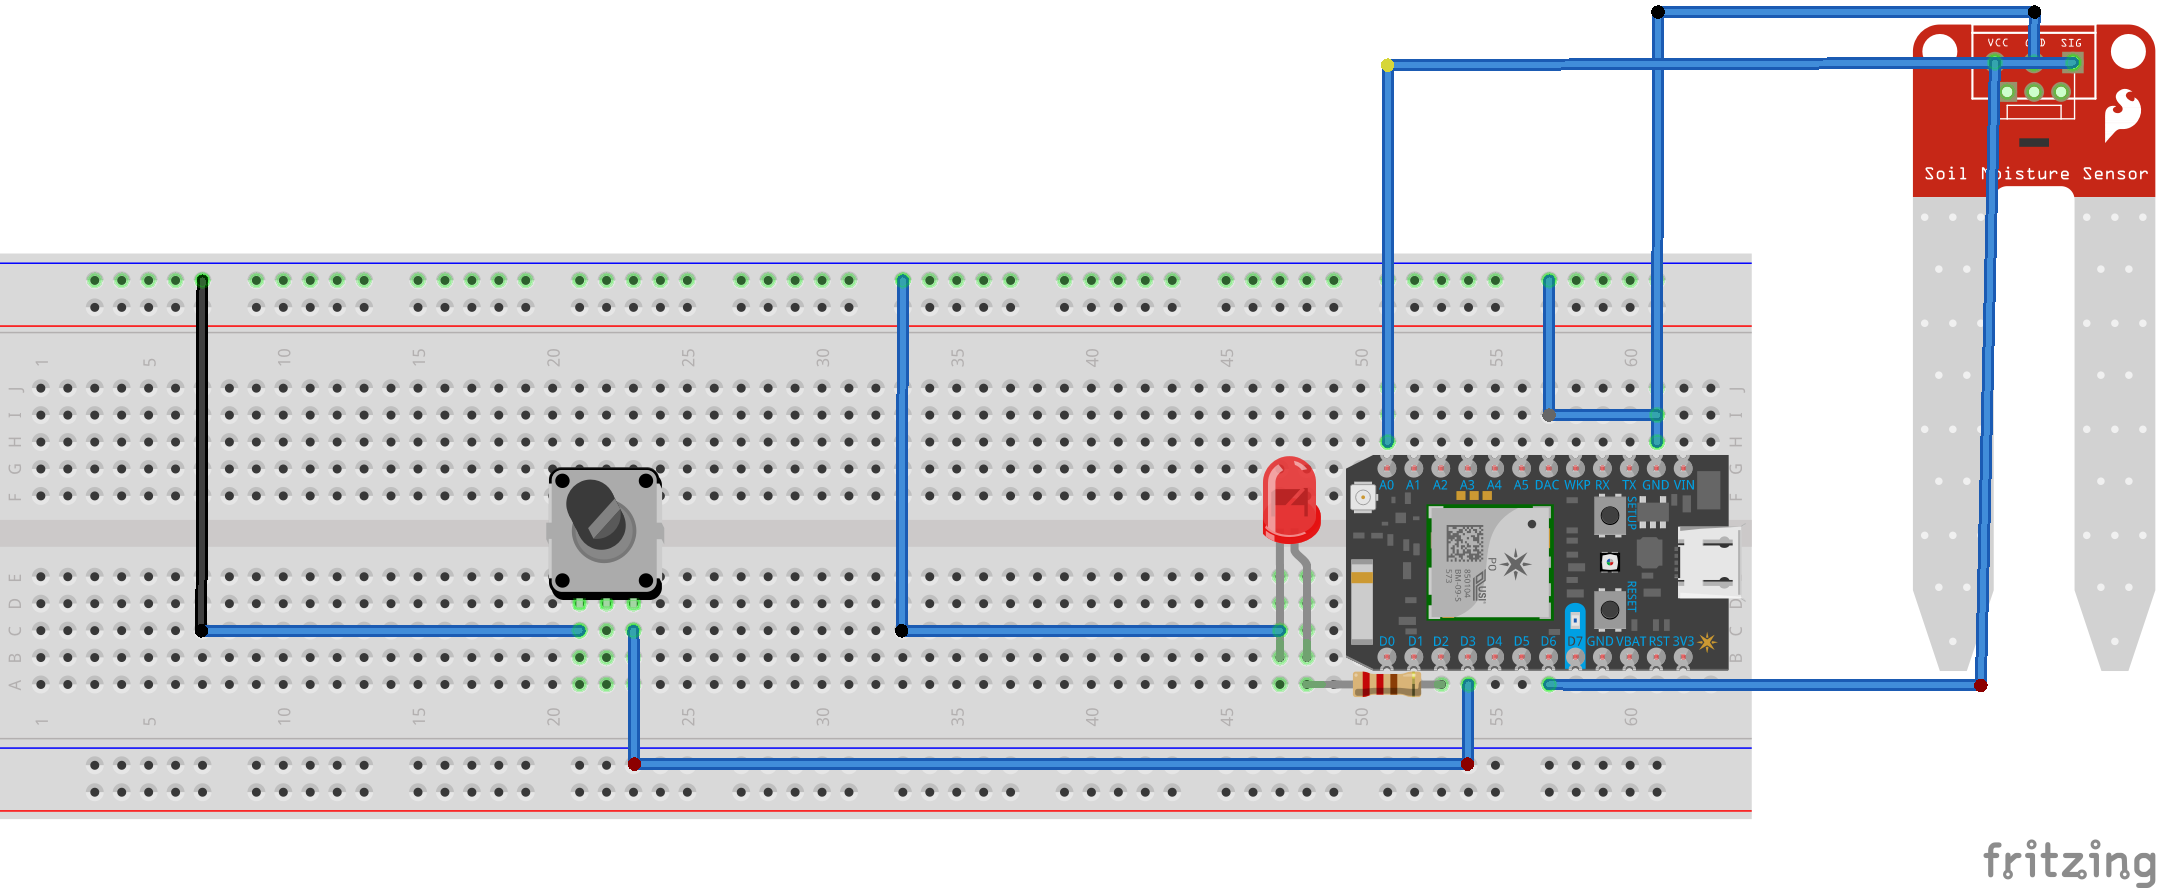 VCC GND SIG
Soil Moisture Sensor
1 5 10 15 20 25 30 35 40 45 50 55 60
J J
I I
H H
G G
F F
A0 A1 A2 A3 A4 A5 DAC WKP RX TX GND VIN
SETUP
P0
RESET
E
D D
C C
B B
A
D0 D1 D2 D3 D4 D5 D6 D7 GND VBAT RST 3V3
1 5 10 15 20 25 30 35 40 45 50 55 60
fritzing